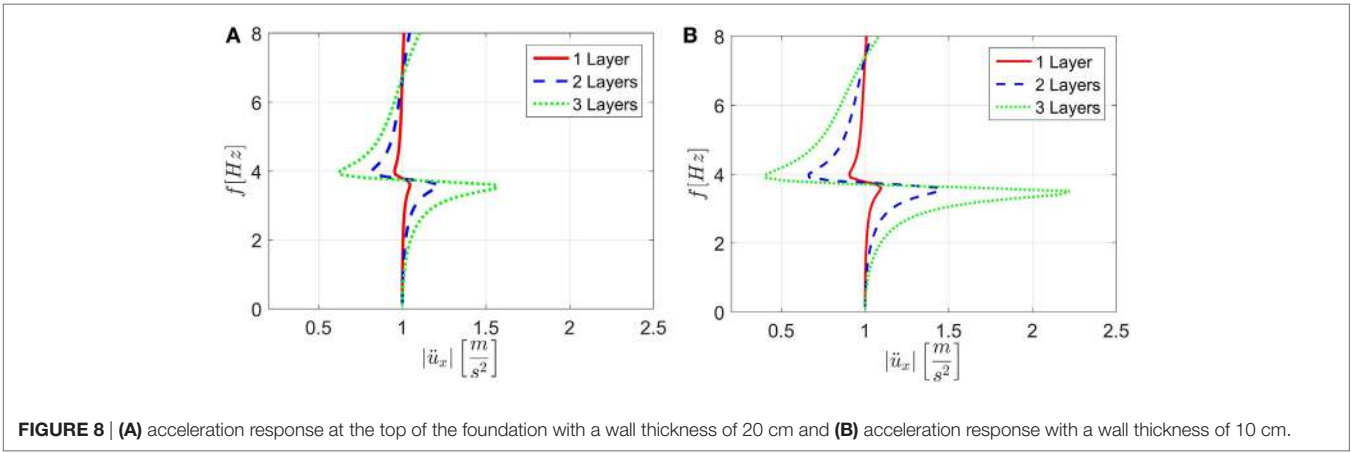 A
8
6
4
2
0
f[Hz]
1 Layer
2 Layers
3 Layers
0.5 1 1.5 2 2.5
|ü_x| [m/s²]
B
8
6
4
2
0
f[Hz]
1 Layer
2 Layers
3 Layers
0.5 1 1.5 2 2.5
|ü_x| [m/s²]
FIGURE 8 | (A) acceleration response at the top of the foundation with a wall thickness of 20 cm and (B) acceleration response with a wall thickness of 10 cm.